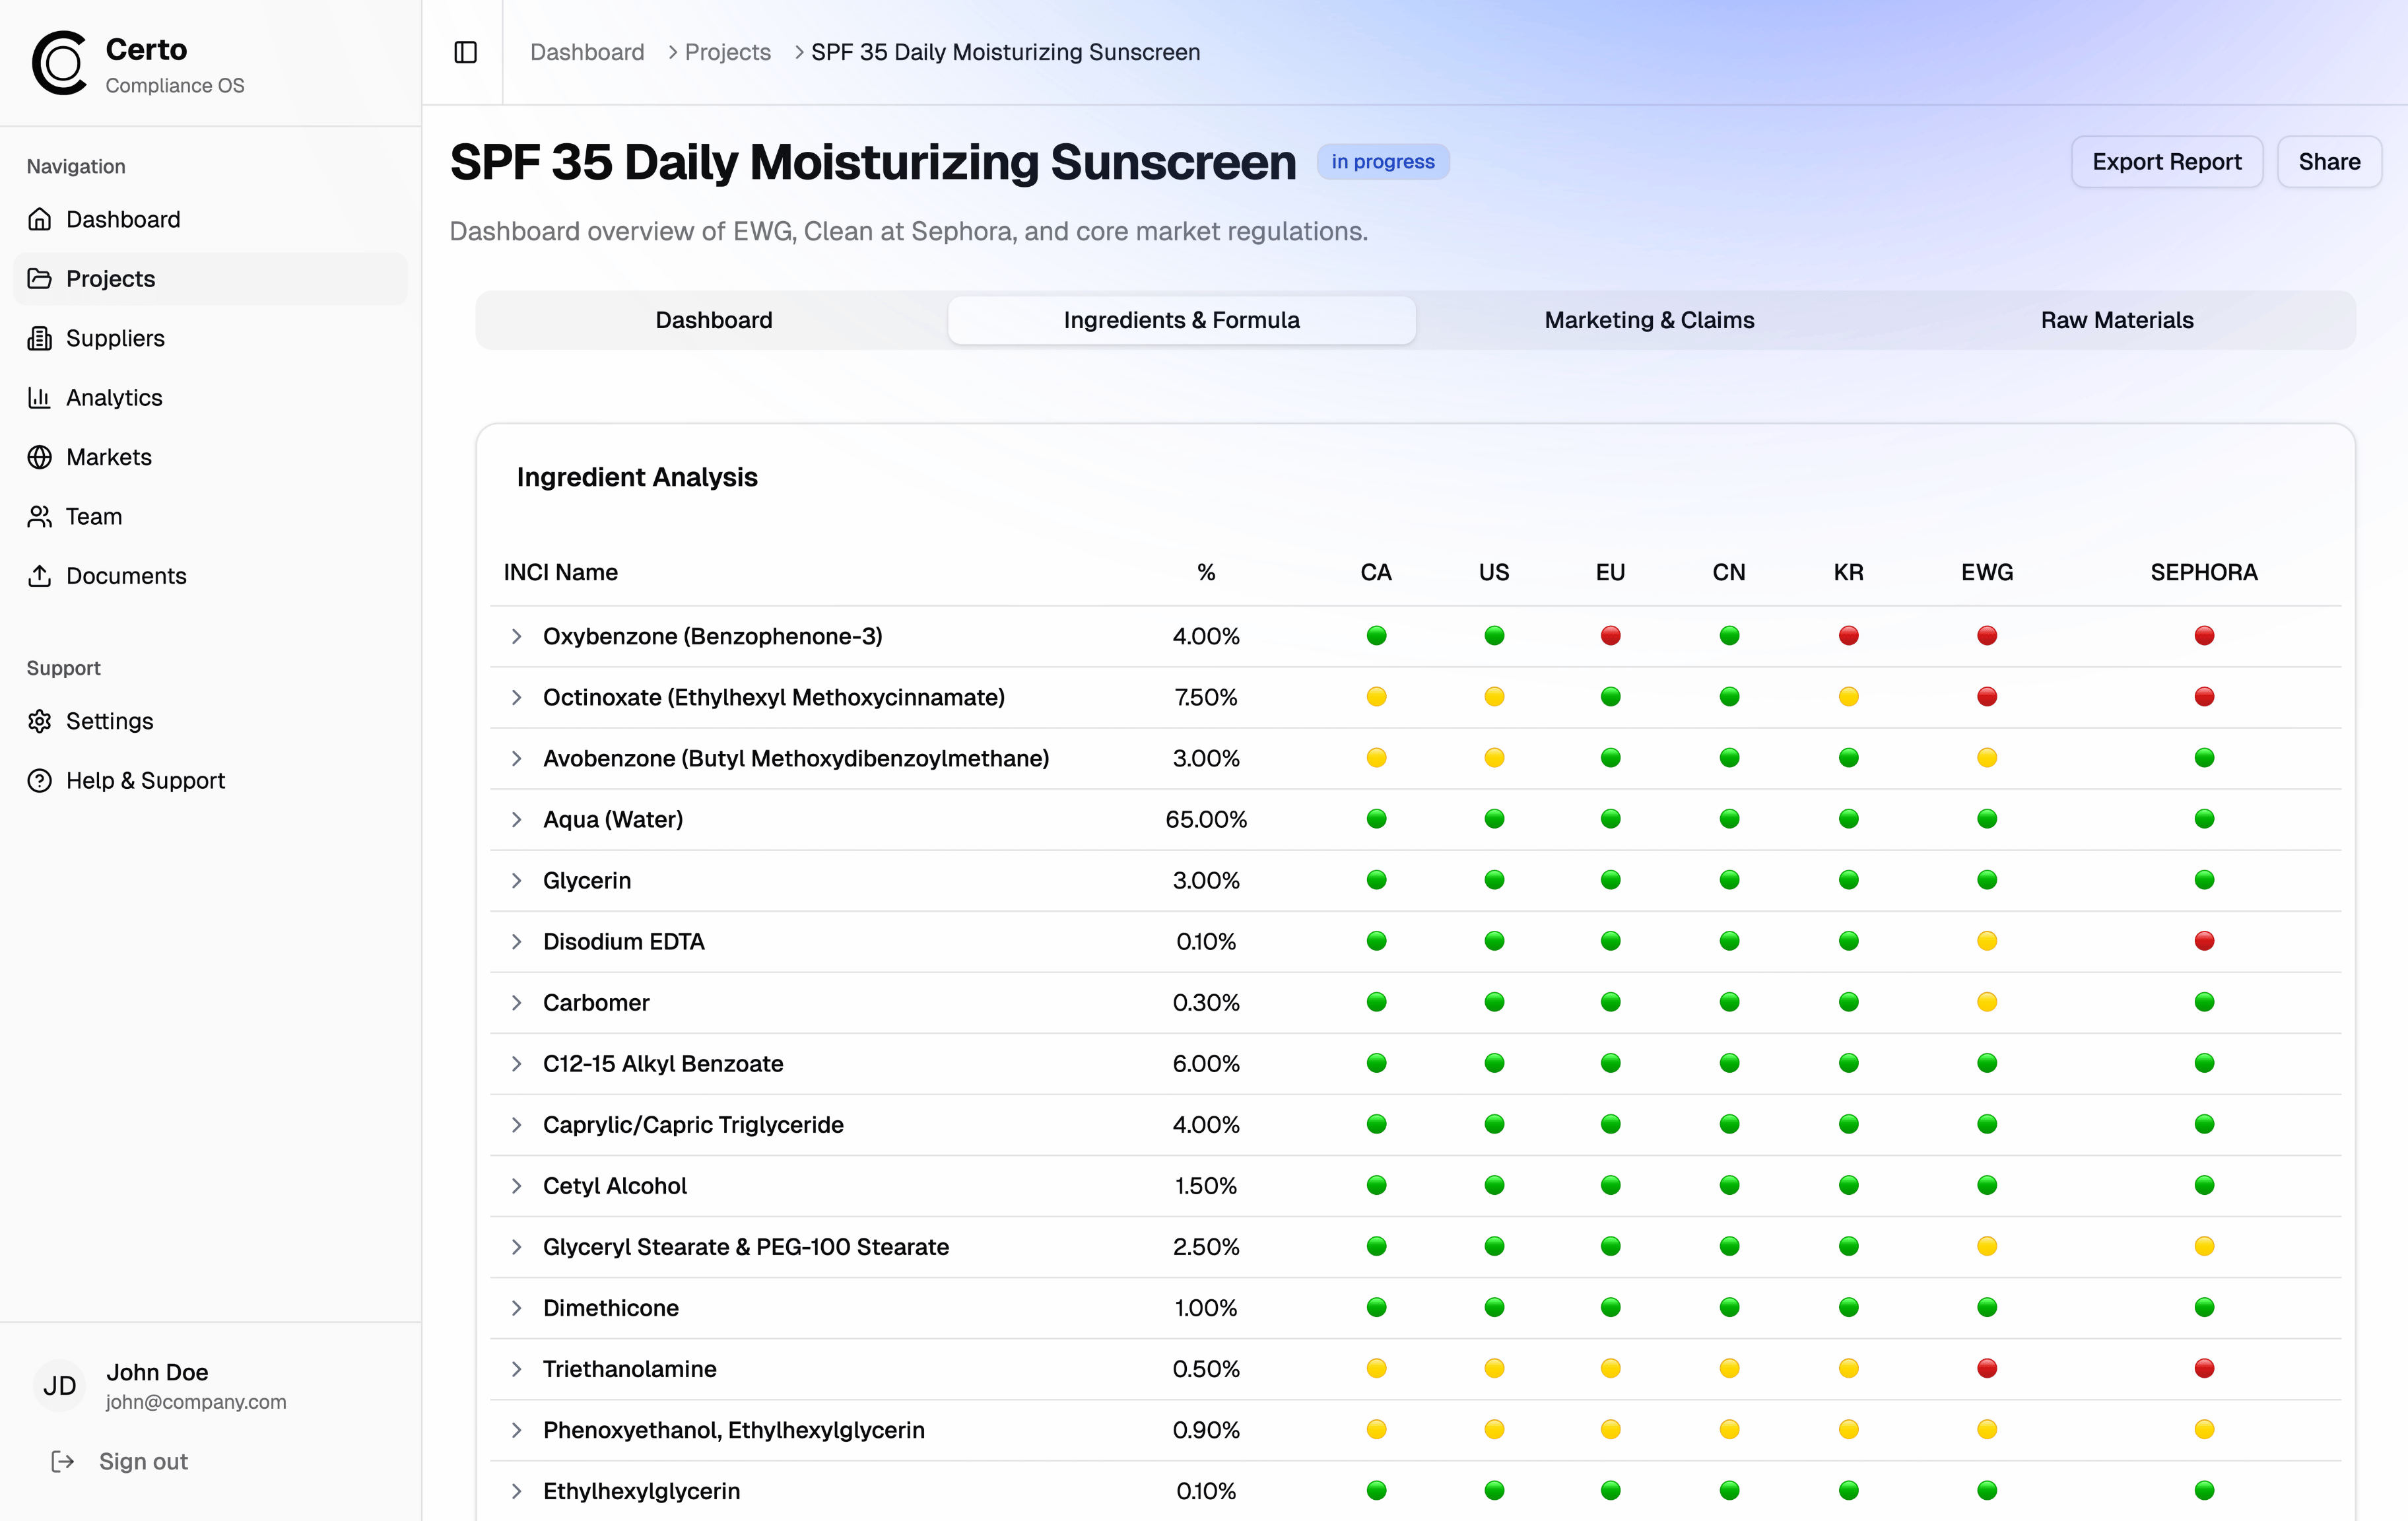 Certo
Compliance OS
Navigation
Dashboard
Projects
Suppliers
Analytics
Markets
Team
Documents
Support
Settings
Help & Support
JD
John Doe
john@company.com
Sign out
Dashboard > Projects > SPF 35 Daily Moisturizing Sunscreen
SPF 35 Daily Moisturizing Sunscreen in progress
Export Report Share
Dashboard overview of EWG, Clean at Sephora, and core market regulations.
Dashboard Ingredients & Formula Marketing & Claims Raw Materials
Ingredient Analysis
INCI Name % CA US EU CN KR EWG SEPHORA
Oxybenzone (Benzophenone-3) 4.00%
Octinoxate (Ethylhexyl Methoxycinnamate) 7.50%
Avobenzone (Butyl Methoxydibenzoylmethane) 3.00%
Aqua (Water) 65.00%
Glycerin 3.00%
Disodium EDTA 0.10%
Carbomer 0.30%
C12-15 Alkyl Benzoate 6.00%
Caprylic/Capric Triglyceride 4.00%
Cetyl Alcohol 1.50%
Glyceryl Stearate & PEG-100 Stearate 2.50%
Dimethicone 1.00%
Triethanolamine 0.50%
Phenoxyethanol, Ethylhexylglycerin 0.90%
Ethylhexylglycerin 0.10%